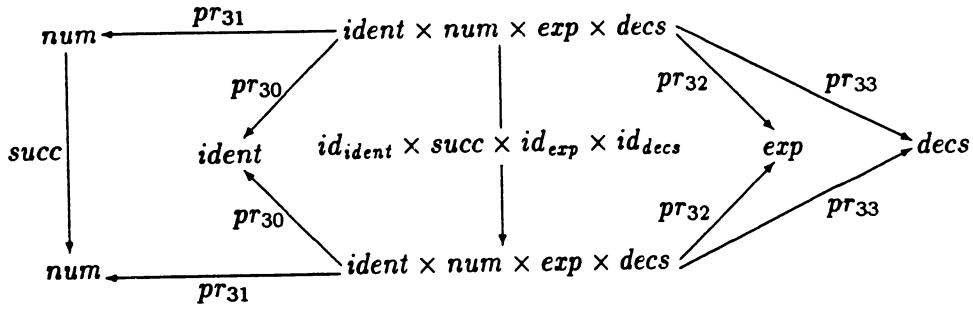 num pr₃₁ ident × num × exp × decs
pr₃₀ pr₃₂ pr₃₃
succ ident id_ident × succ × id_exp × id_decs exp decs
pr₃₀ pr₃₂ pr₃₃
num pr₃₁ ident × num × exp × decs